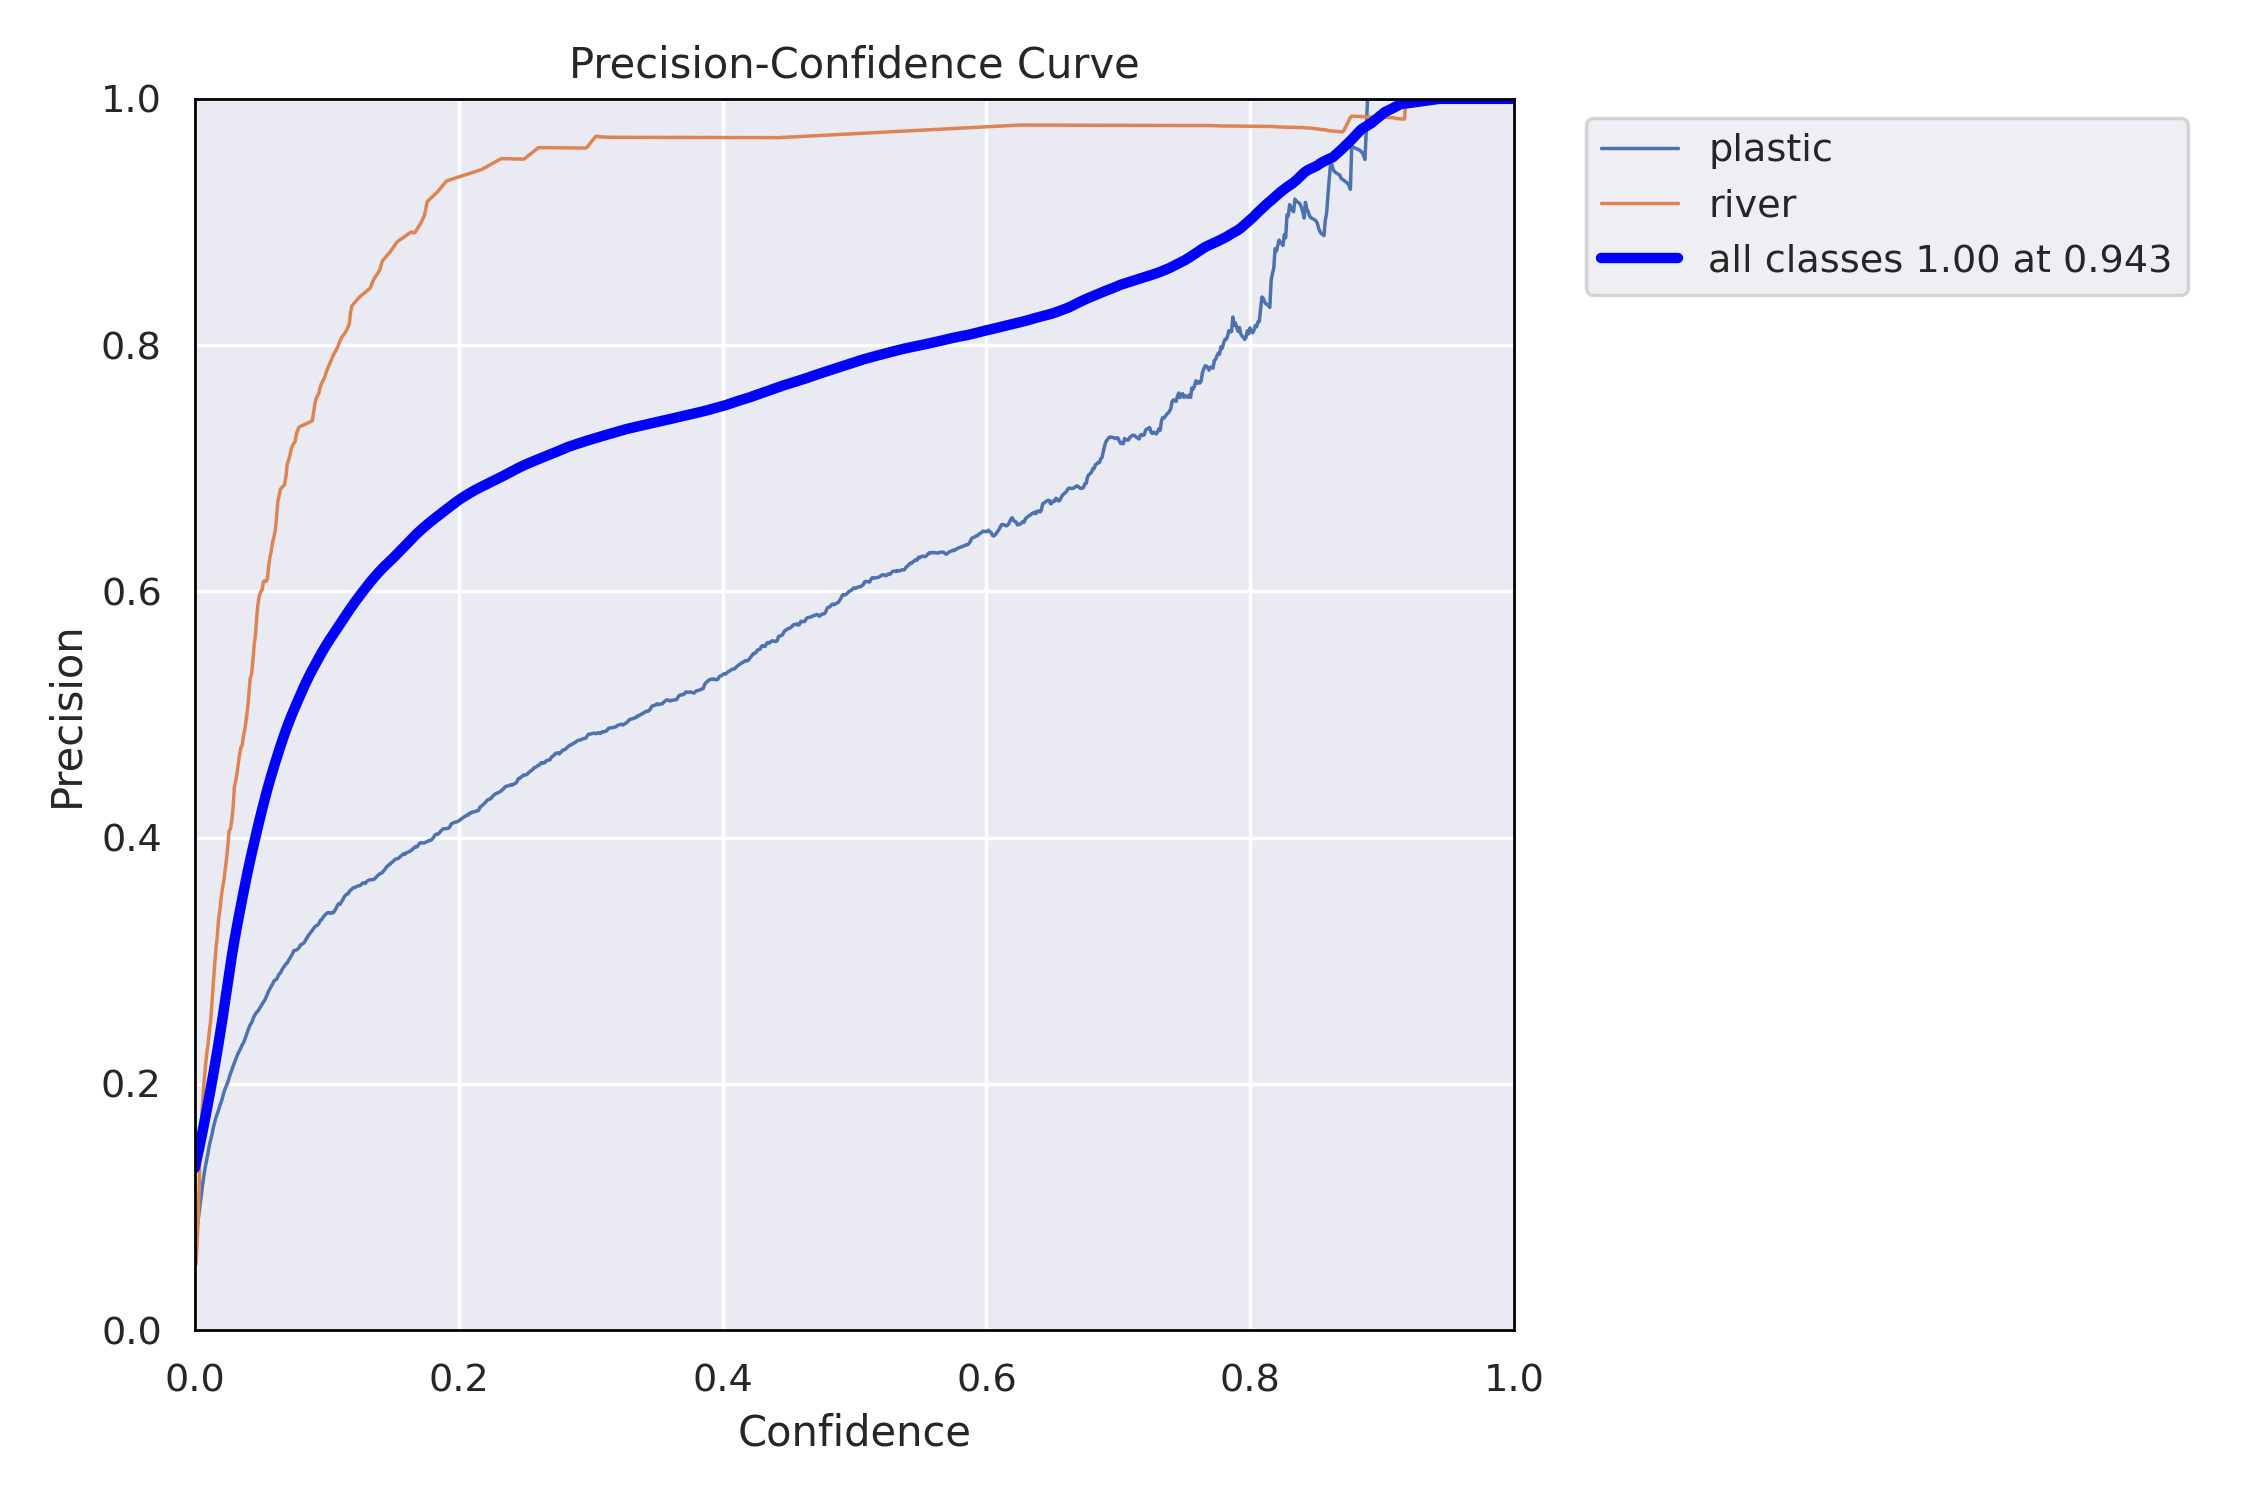 Precision-Confidence Curve
1.0
0.8
0.6
0.4
0.2
0.0
Precision
0.0 0.2 0.4 0.6 0.8 1.0
Confidence
plastic
river
all classes 1.00 at 0.943